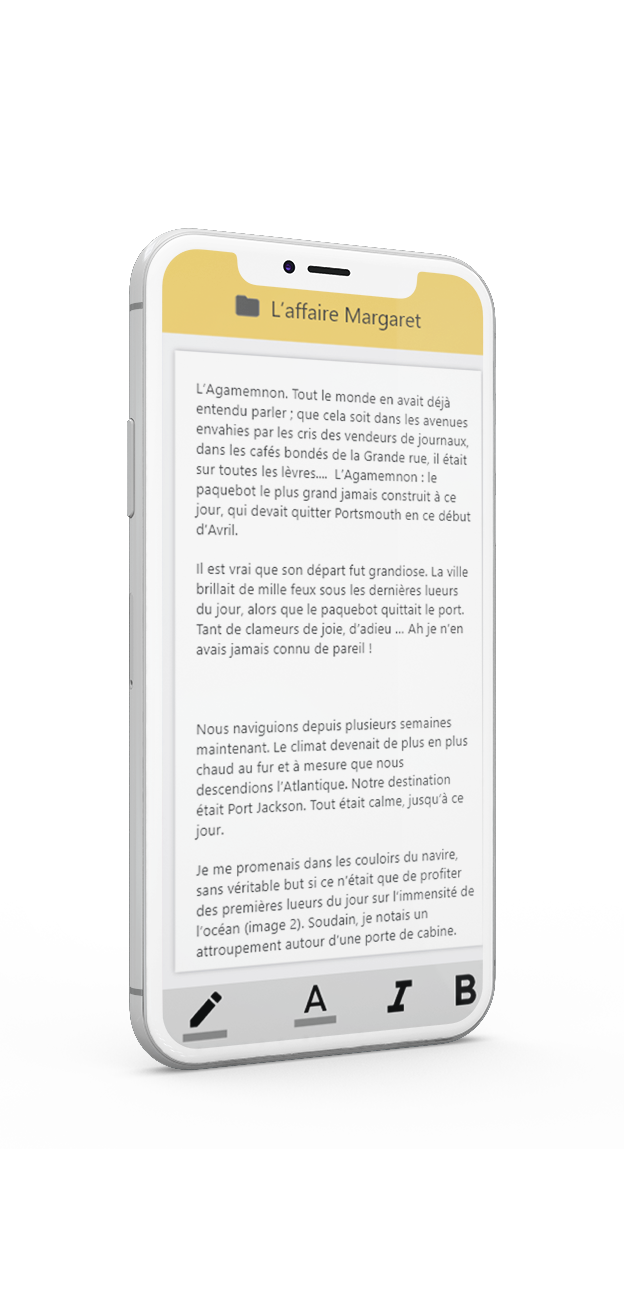 L'affaire Margaret
L'Agamemnon. Tout le monde en avait déjà
entendu parler ; que cela soit dans les avenues
envahies par les cris des vendeurs de journaux,
dans les cafés bondés de la Grande rue, il était
sur toutes les lèvres.... L'Agamemnon : le
paquebot le plus grand jamais construit à ce
jour, qui devait quitter Portsmouth en ce début
d'Avril.
Il est vrai que son départ fut grandiose. La ville
brillait de mille feux sous les dernières lueurs
du jour, alors que le paquebot quittait le port.
Tant de clameurs de joie, d'adieu ... Ah je n'en
avais jamais connu de pareil !
Nous naviguions depuis plusieurs semaines
maintenant. Le climat devenait de plus en plus
chaud au fur et à mesure que nous
descendions l'Atlantique. Notre destination
était Port Jackson. Tout était calme, jusqu'à ce
jour.
Je me promenais dans les couloirs du navire,
sans véritable but si ce n'était que de profiter
des premières lueurs du jour sur l'immensité de
l'océan (image 2). Soudain, je notais un
attroupement autour d'une porte de cabine.
A I B